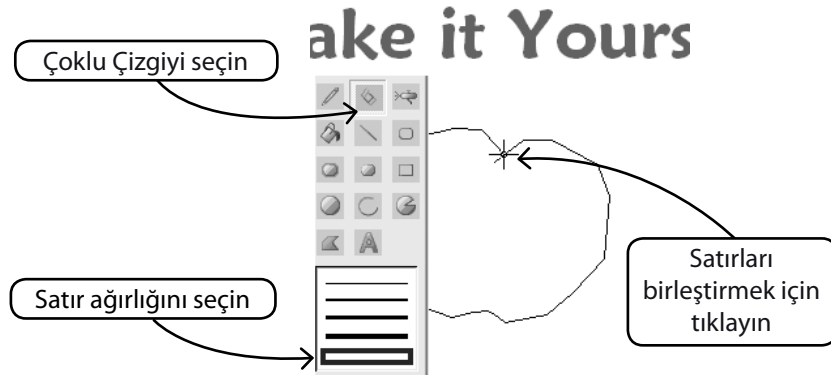 ake it Yours
Çoklu Çizgiyi seçin
Satır ağırlığını seçin
Satırları
birleştirmek için
tıklayın